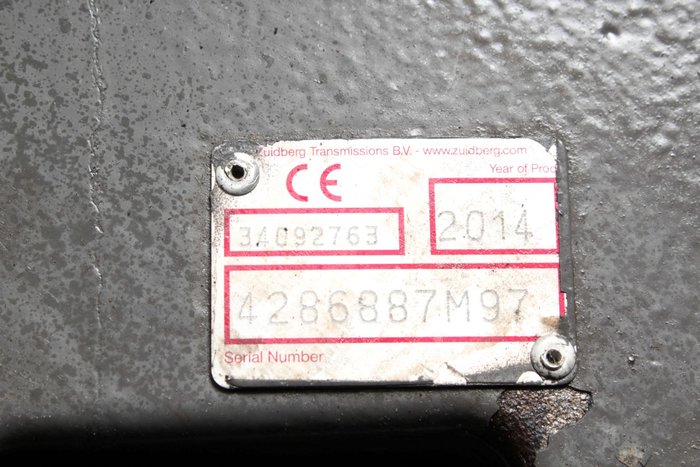 Zuidberg Transmissions B.V. - www.zuidberg.com
Year of Prod
CE
34092763
2014
4286887M97
Serial Number